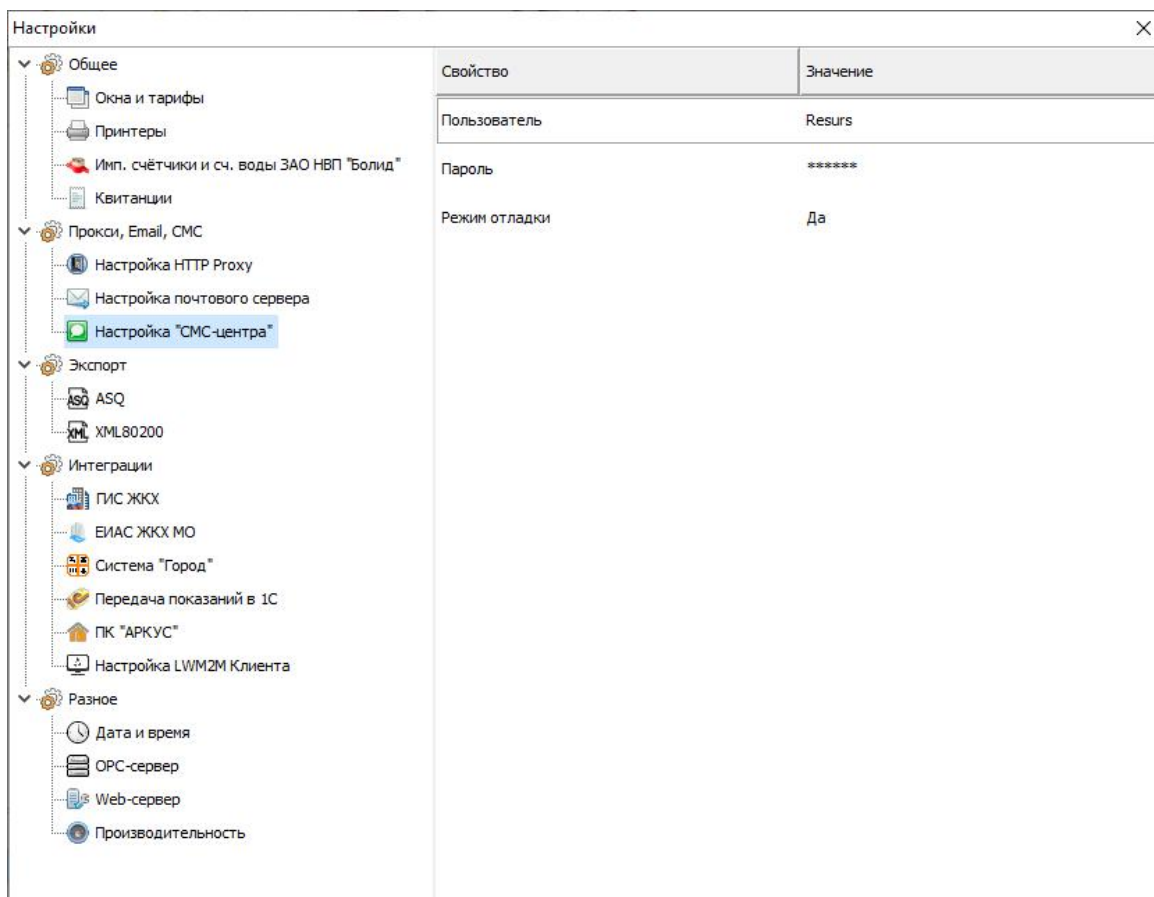 Настройки
Общее
Окна и тарифы
Принтеры
Имп. счётчики и сч. воды ЗАО НВП "Болид"
Квитанции
Прокси, Email, СМС
Настройка HTTP Proxy
Настройка почтового сервера
Настройка "СМС-центра"
Экспорт
ASQ ASQ
XML XML80200
Интеграции
ГИС ЖКХ
ЕИАС ЖКХ МО
Система "Город"
Передача показаний в 1С
ПК "АРКУС"
Настройка LWM2M Клиента
Разное
Дата и время
OPC-сервер
Web-сервер
Производительность
Свойство Значение
Пользователь Resurs
Пароль ******
Режим отладки Да